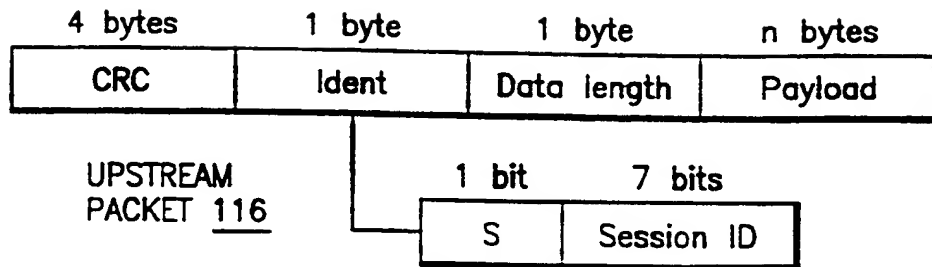 4 bytes 1 byte 1 byte n bytes
CRC Ident Data length Payload
UPSTREAM
PACKET 116
1 bit 7 bits
S Session ID